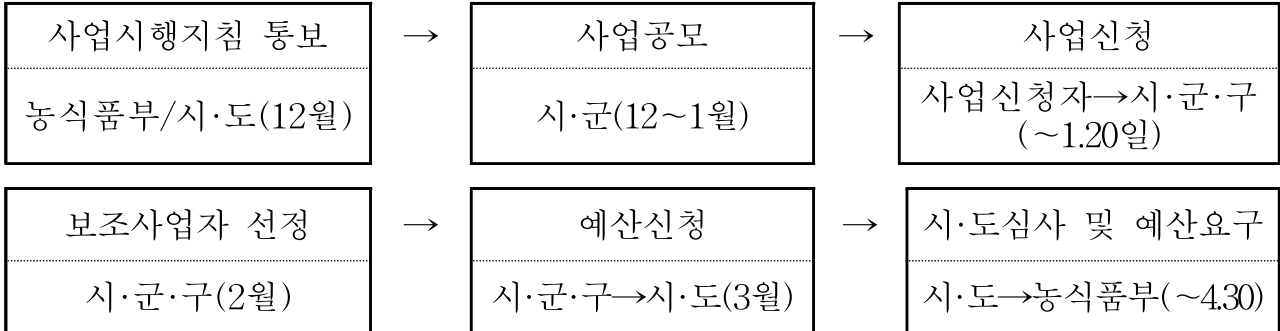 사업시행지침 통보 → 사업공모 → 사업신청
농식품부/시·도(12월) 시·군(12~1월) 사업신청자→시·군·구
(~1.20일)
보조사업자 선정 → 예산신청 → 시·도심사 및 예산요구
시·군·구(2월) 시·군·구→시·도(3월) 시·도→농식품부(~4.30)